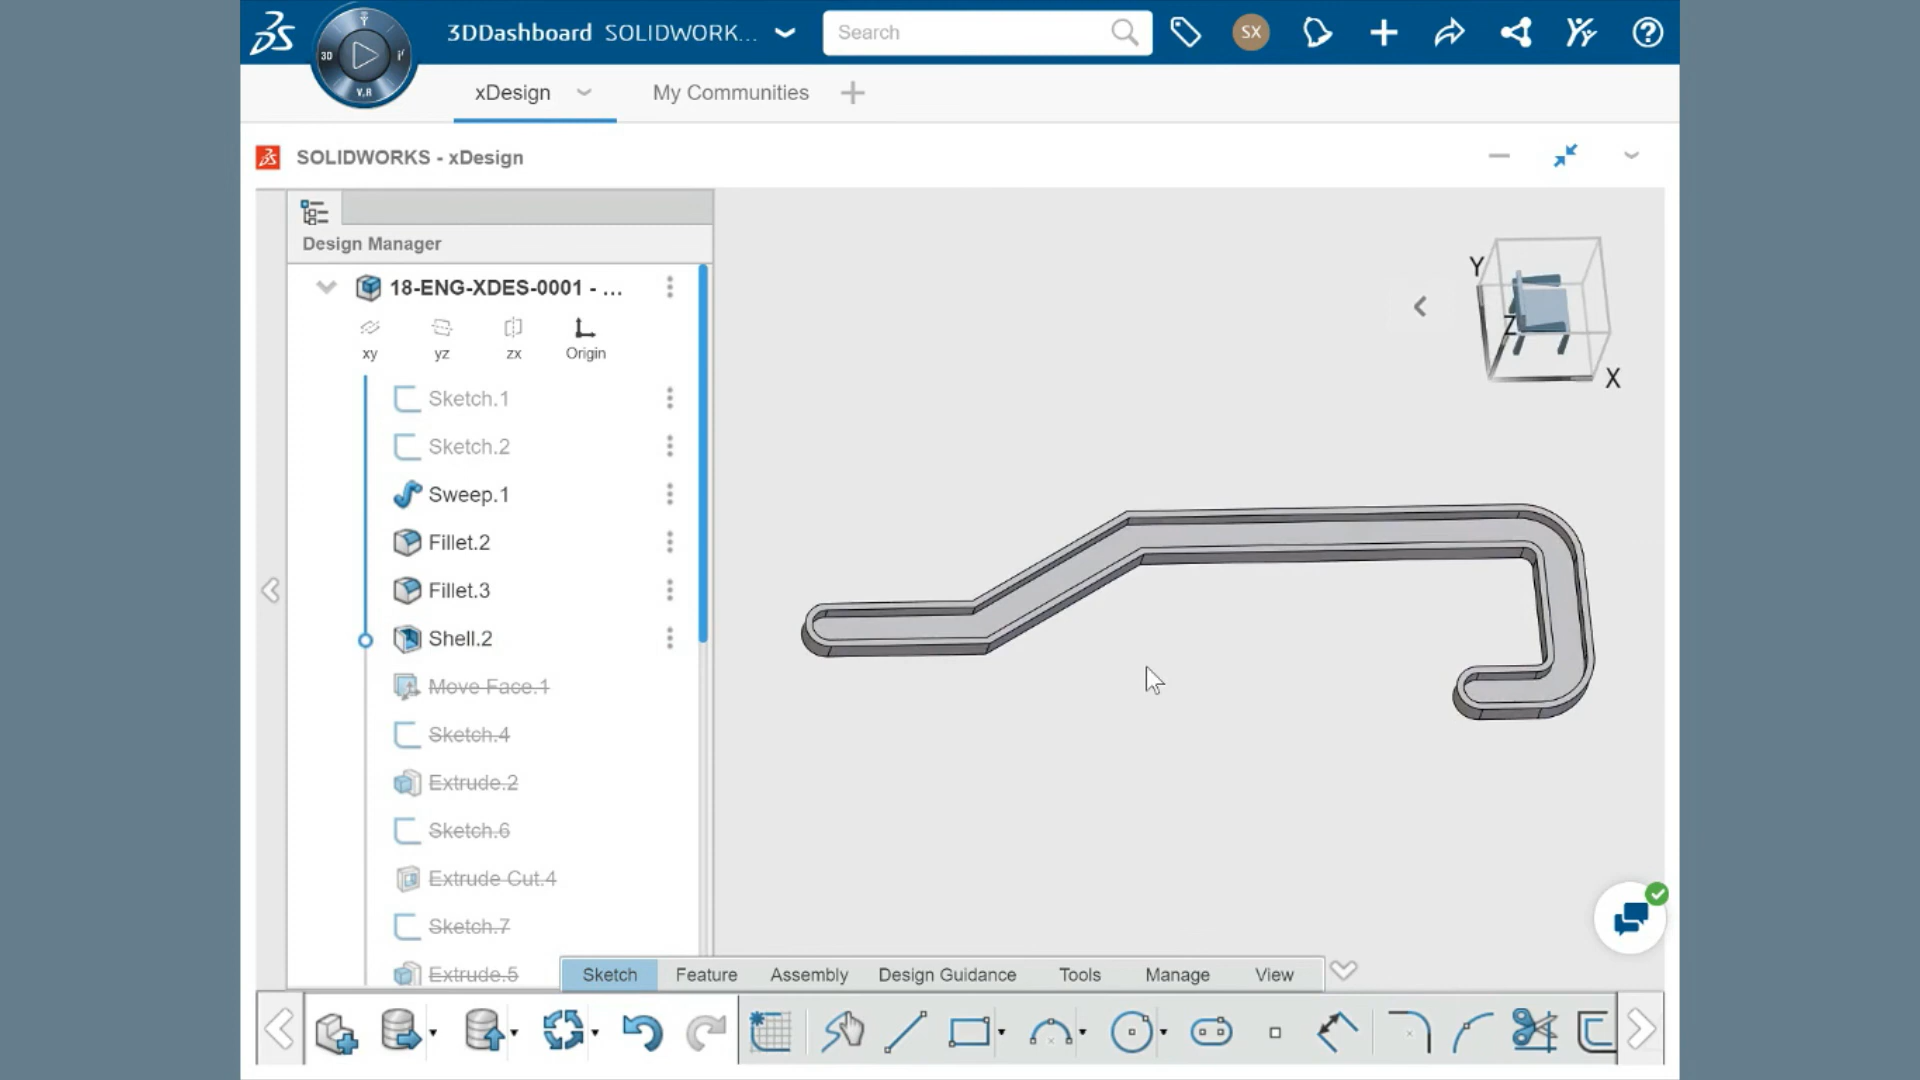 3DDashboard SOLIDWORK... Search SX
3D V.R
xDesign My Communities
SOLIDWORKS - xDesign
Design Manager
18-ENG-XDES-0001 - ...
xy yz zx Origin
Sketch.1
Sketch.2
Sweep.1
Fillet.2
Fillet.3
Shell.2
Move Face.1
Sketch.4
Extrude.2
Sketch.6
Extrude Cut.4
Sketch.7
Extrude.5
Y
Z
X
Sketch Feature Assembly Design Guidance Tools Manage View